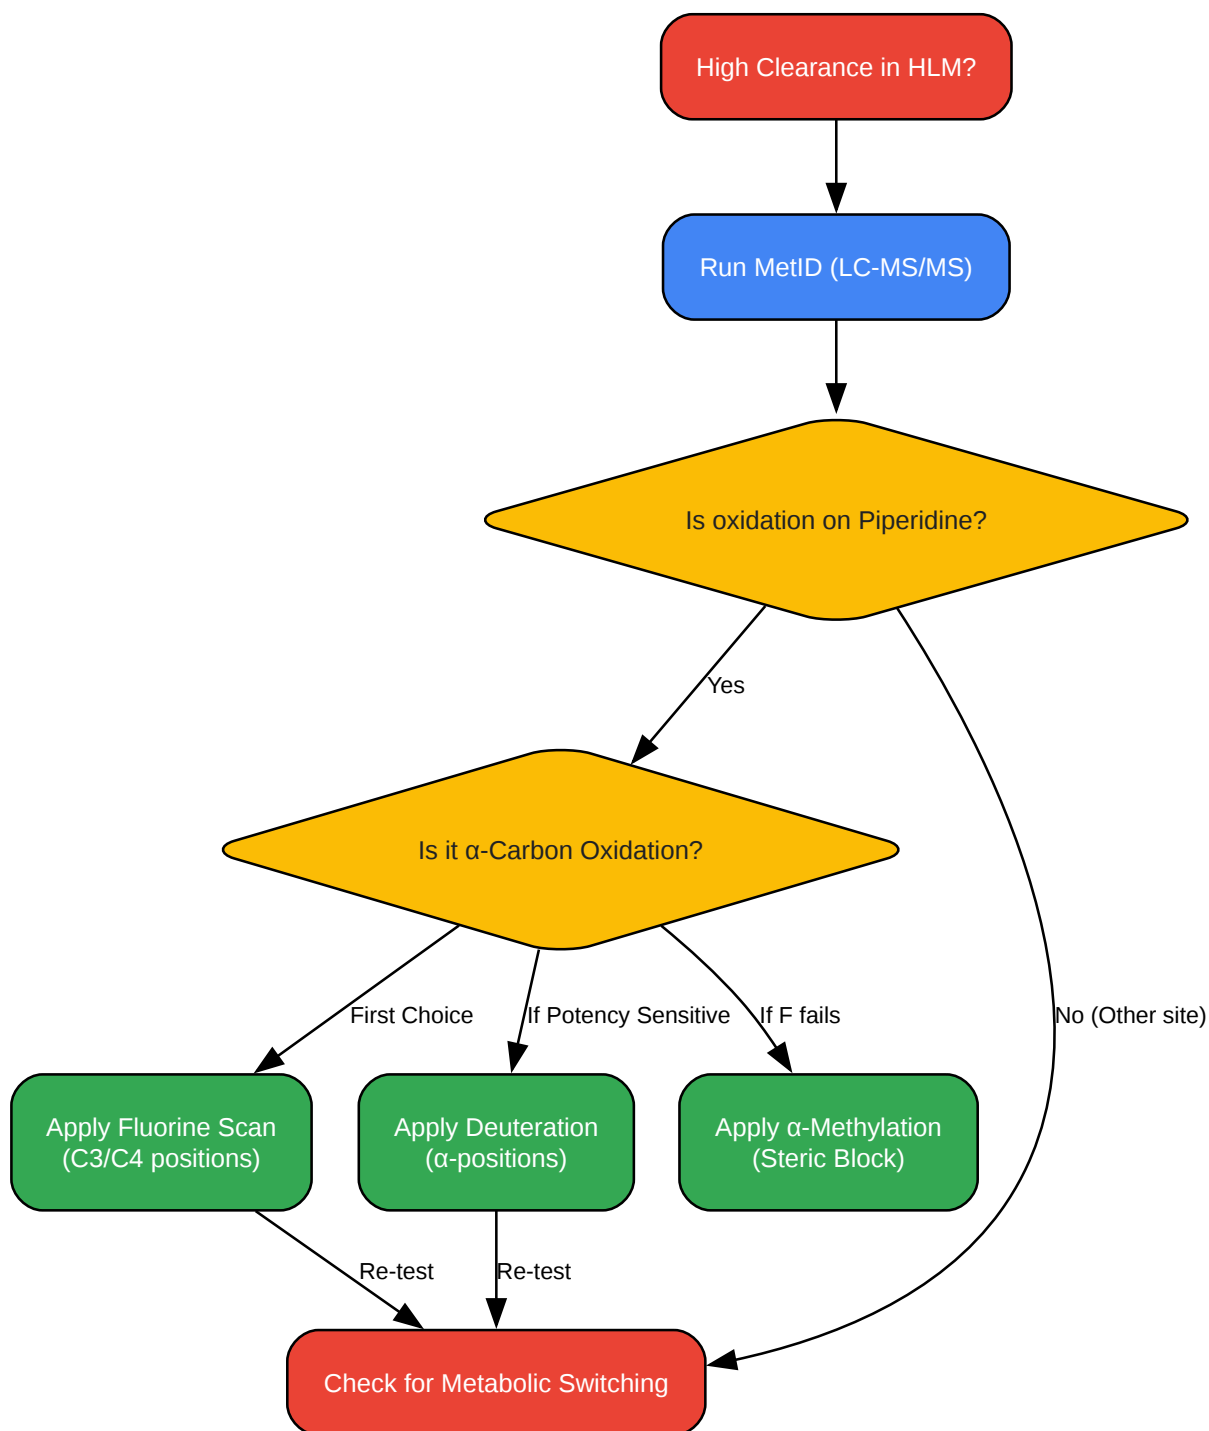 High Clearance in HLM?
Run MetID (LC-MS/MS)
Is oxidation on Piperidine?
Yes
Is it α-Carbon Oxidation?
First Choice
If Potency Sensitive
If F fails
No (Other site)
Apply Fluorine Scan
(C3/C4 positions)
Apply Deuteration
(α-positions)
Apply α-Methylation
(Steric Block)
Re-test
Re-test
Check for Metabolic Switching